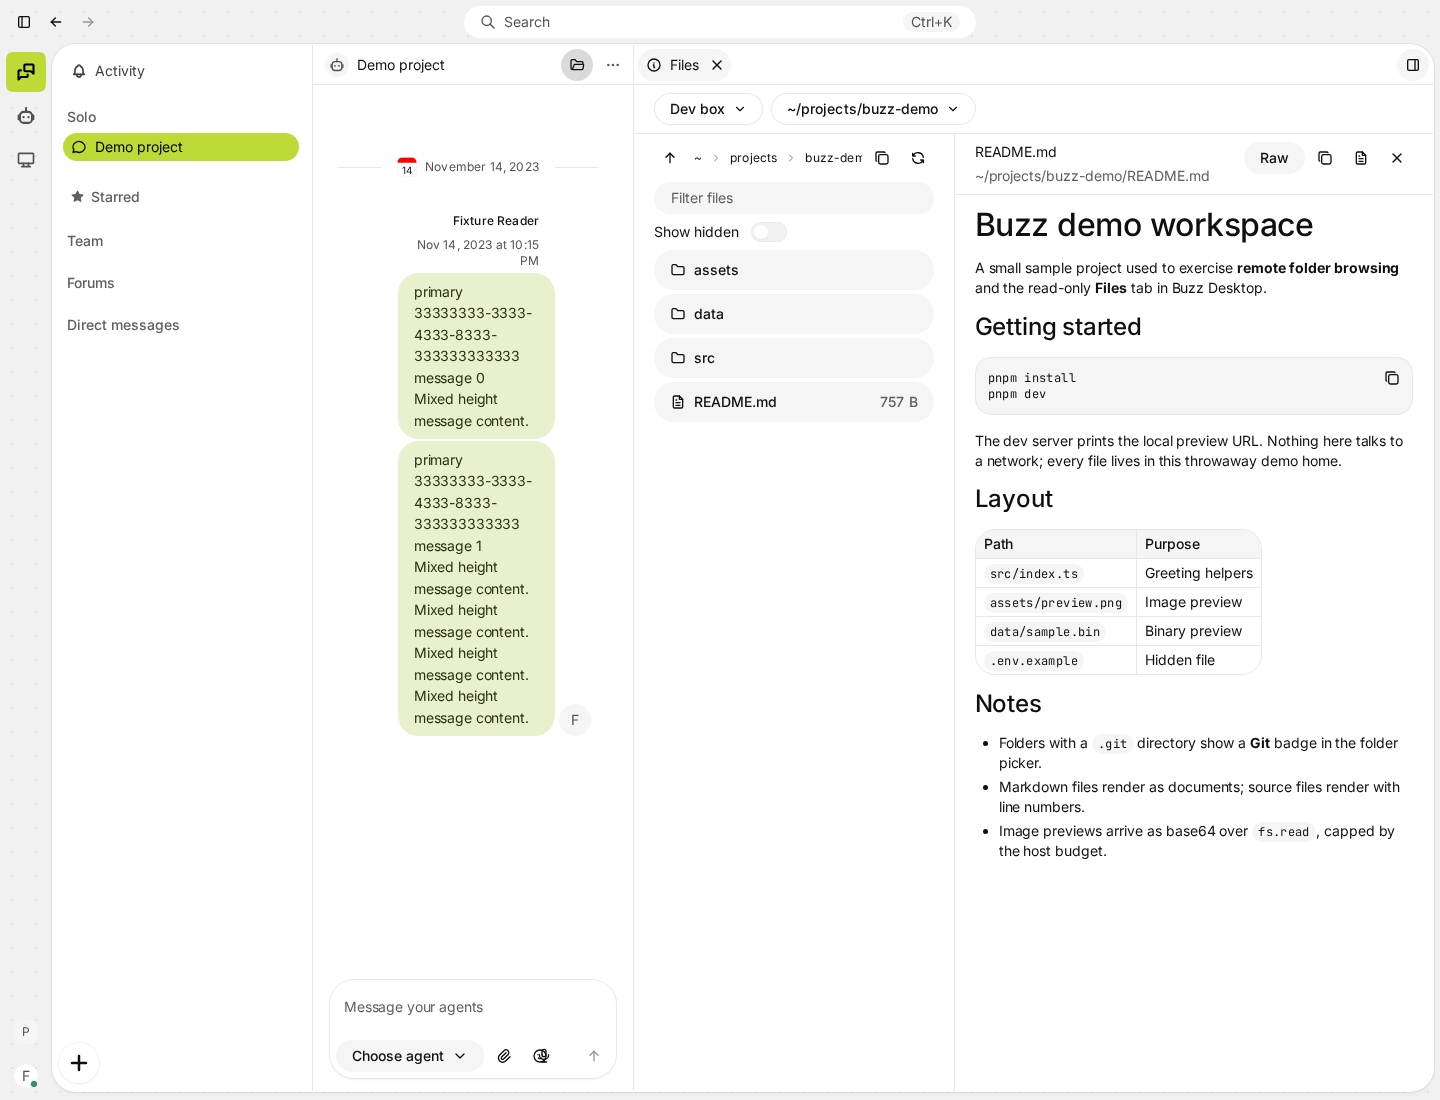 Search
Ctrl+K
Activity
Solo
Demo project
Starred
Team
Forums
Direct messages
P
F
Demo project
14
November 14, 2023
Fixture Reader
Nov 14, 2023 at 10:15
PM
primary
33333333-3333-
4333-8333-
333333333333
message 0
Mixed height
message content.
primary
33333333-3333-
4333-8333-
333333333333
message 1
Mixed height
message content.
Mixed height
message content.
Mixed height
message content.
Mixed height
message content.
F
Message your agents
Choose agent
Files
Dev box
~/projects/buzz-demo
~
projects
buzz-dem
Filter files
Show hidden
assets
data
src
README.md
757 B
README.md
~/projects/buzz-demo/README.md
Raw
Buzz demo workspace
A small sample project used to exercise remote folder browsing
and the read-only Files tab in Buzz Desktop.
Getting started
pnpm install
pnpm dev
The dev server prints the local preview URL. Nothing here talks to
a network; every file lives in this throwaway demo home.
Layout
Path Purpose
src/index.ts Greeting helpers
assets/preview.png Image preview
data/sample.bin Binary preview
.env.example Hidden file
Notes
Folders with a .git directory show a Git badge in the folder
picker.
Markdown files render as documents; source files render with
line numbers.
Image previews arrive as base64 over fs.read, capped by
the host budget.